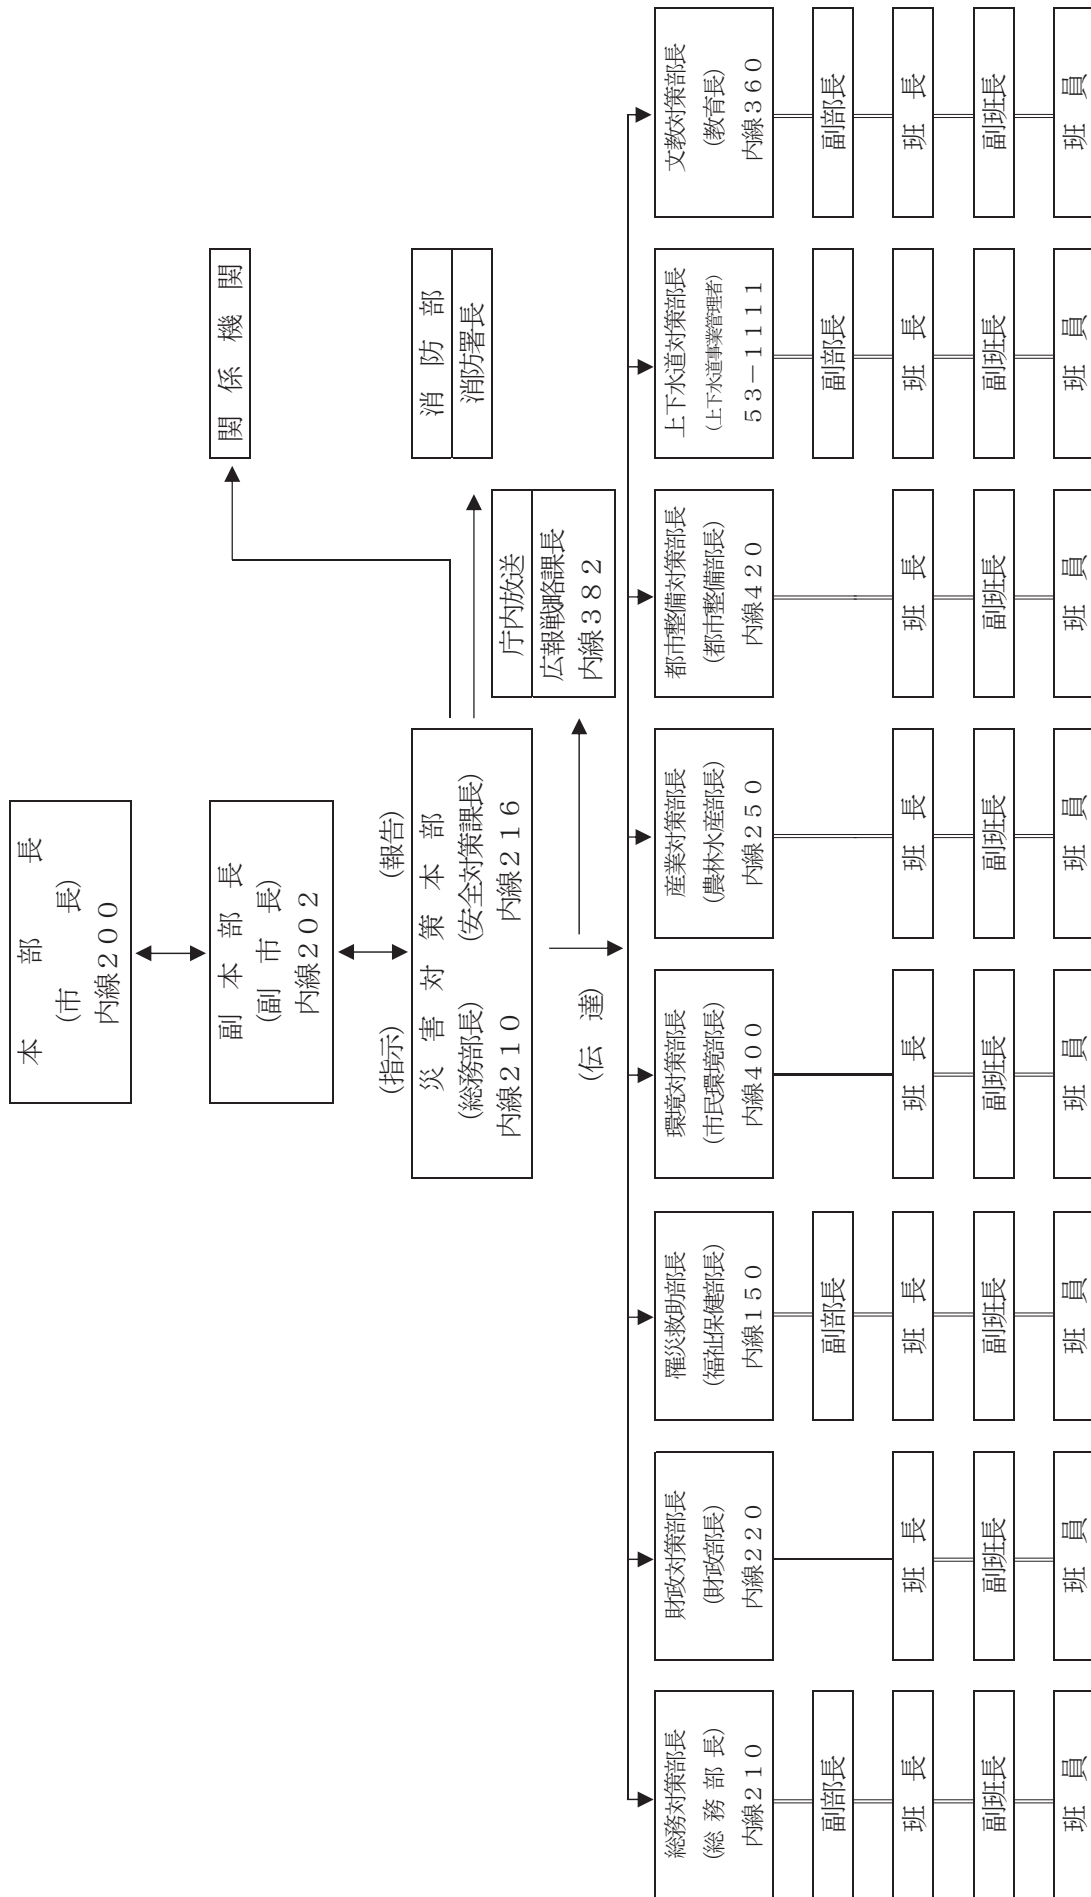 本　部　長
(市　　長)
内線２００
副　本　部　長
(副　市　長)
内線２０２
(指示)
(報告)
災　害　対　策　本　部
(総務部長)
(安全対策課長)
内線２１０
内線２１６
関　係　機　関
消　防　部
消防署長
庁内放送
広報戦略課長
内線３８２
(伝　達)
総務対策部長
(総 務 部 長)
内線２１０
副部長
班　長
副班長
班　員
財政対策部長
(財政部長)
内線２２０
班　長
副班長
班　員
罹災救助部長
(福祉保健部長)
内線１５０
副部長
班　長
副班長
班　員
環境対策部長
(市民環境部長)
内線４００
班　長
副班長
班　員
産業対策部長
(農林水産部長)
内線２５０
班　長
副班長
班　員
都市整備対策部長
(都市整備部長)
内線４２０
班　長
副班長
班　員
上下水道対策部長
(上下水道事業管理者)
５３－１１１１
副部長
班　長
副班長
班　員
文教対策部長
(教育長)
内線３６０
副部長
班　長
副班長
班　員